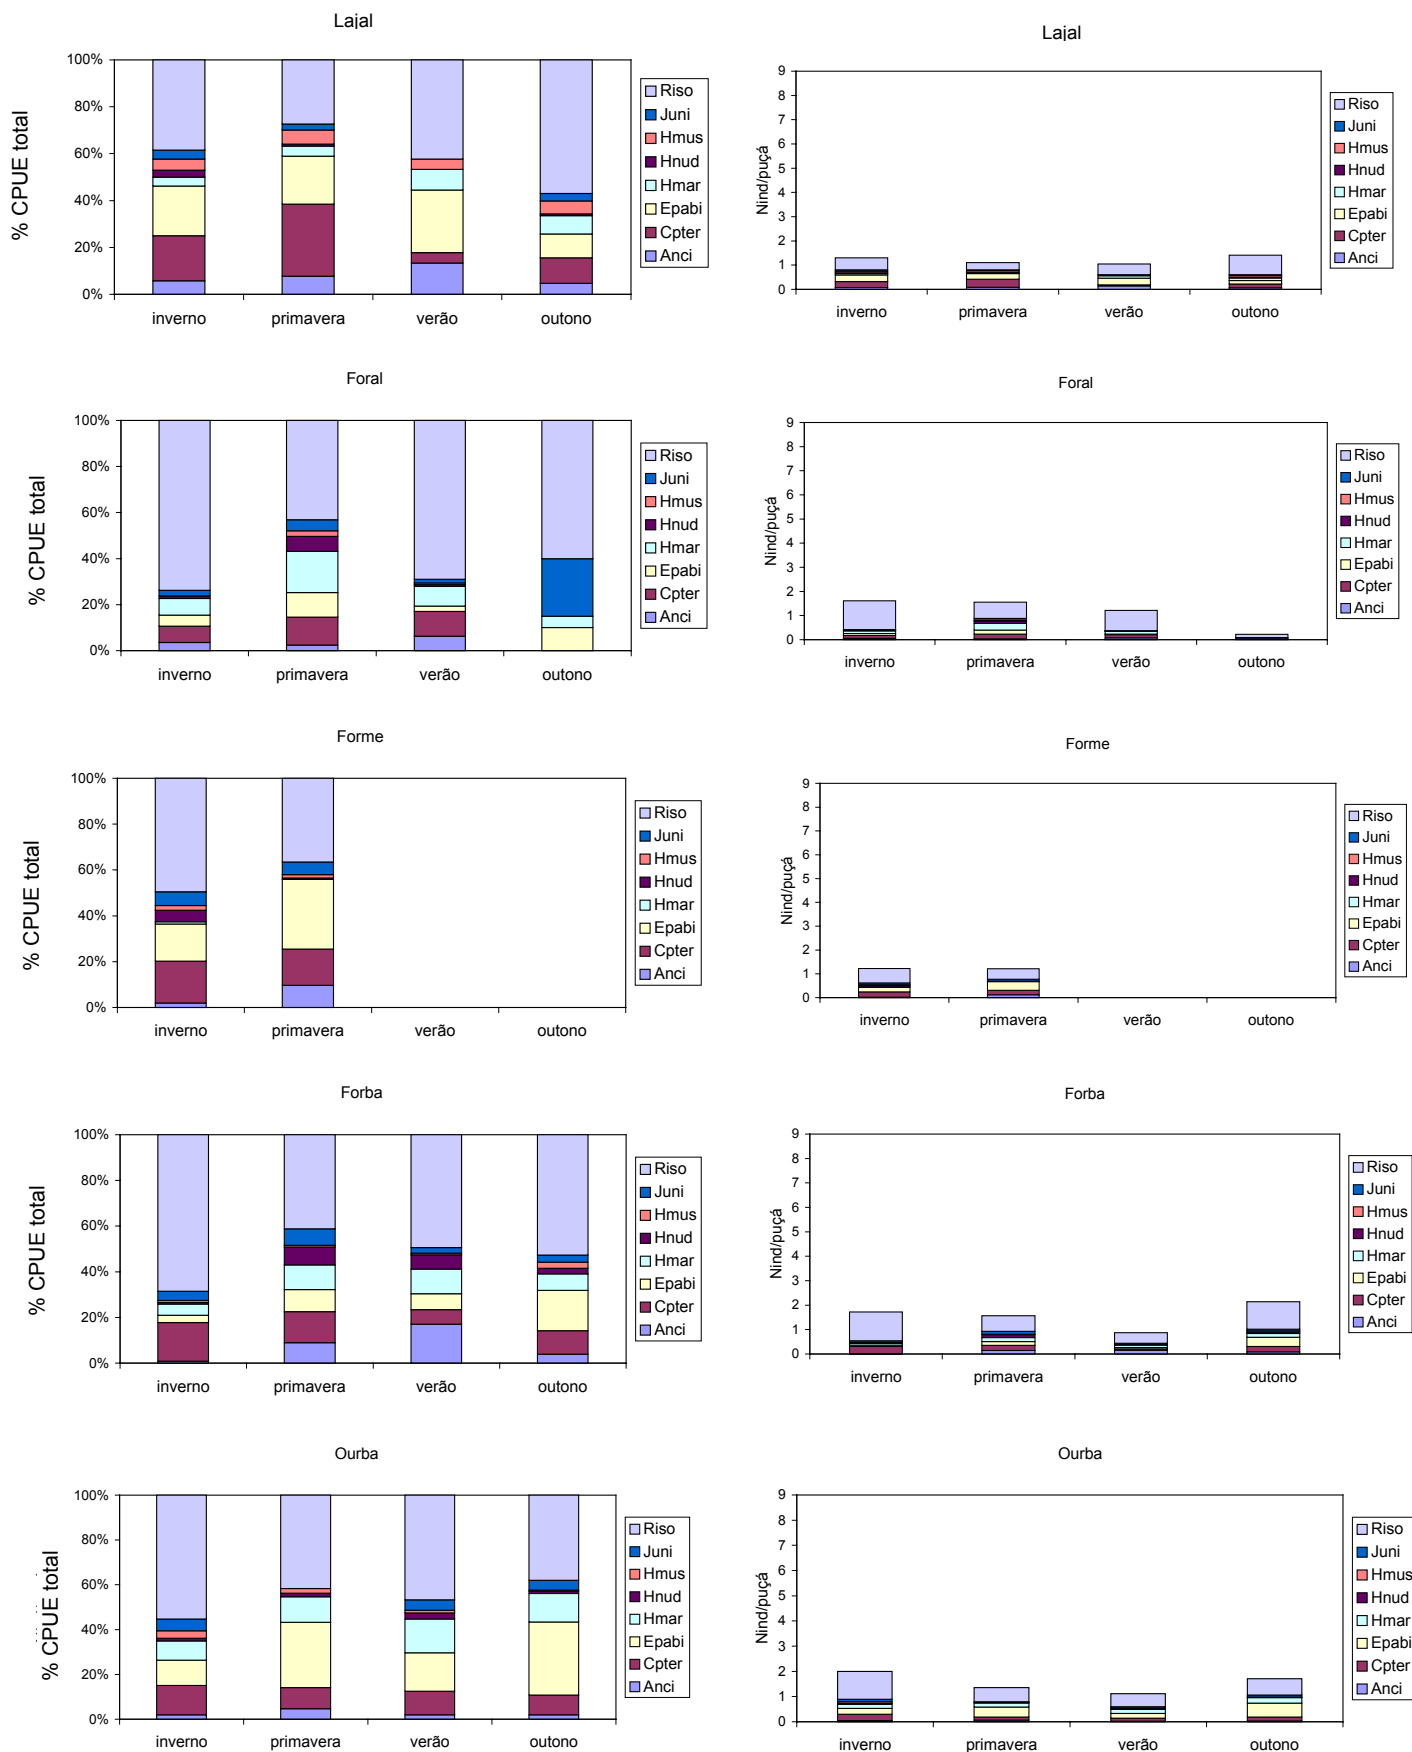 Lajal
% CPUE total
100%
80%
60%
40%
20%
0%
inverno primavera verão outono
Riso
Juni
Hmus
Hnud
Hmar
Epabi
Cpter
Anci
Lajal
Nind/puçá
9
8
7
6
5
4
3
2
1
0
inverno primavera verão outono
Riso
Juni
Hmus
Hnud
Hmar
Epabi
Cpter
Anci
Foral
% CPUE total
100%
80%
60%
40%
20%
0%
inverno primavera verão outono
Riso
Juni
Hmus
Hnud
Hmar
Epabi
Cpter
Anci
Foral
Nind/puçá
9
8
7
6
5
4
3
2
1
0
inverno primavera verão outono
Riso
Juni
Hmus
Hnud
Hmar
Epabi
Cpter
Anci
Forme
% CPUE total
100%
80%
60%
40%
20%
0%
inverno primavera verão outono
Riso
Juni
Hmus
Hnud
Hmar
Epabi
Cpter
Anci
Forme
Nind/puçá
9
8
7
6
5
4
3
2
1
0
inverno primavera verão outono
Riso
Juni
Hmus
Hnud
Hmar
Epabi
Cpter
Anci
Forba
% CPUE total
100%
80%
60%
40%
20%
0%
inverno primavera verão outono
Riso
Juni
Hmus
Hnud
Hmar
Epabi
Cpter
Anci
Forba
Nind/puçá
9
8
7
6
5
4
3
2
1
0
inverno primavera verão outono
Riso
Juni
Hmus
Hnud
Hmar
Epabi
Cpter
Anci
Ourba
% CPUE total
100%
80%
60%
40%
20%
0%
inverno primavera verão outono
Riso
Juni
Hmus
Hnud
Hmar
Epabi
Cpter
Anci
Ourba
Nind/puçá
9
8
7
6
5
4
3
2
1
0
inverno primavera verão outono
Riso
Juni
Hmus
Hnud
Hmar
Epabi
Cpter
Anci